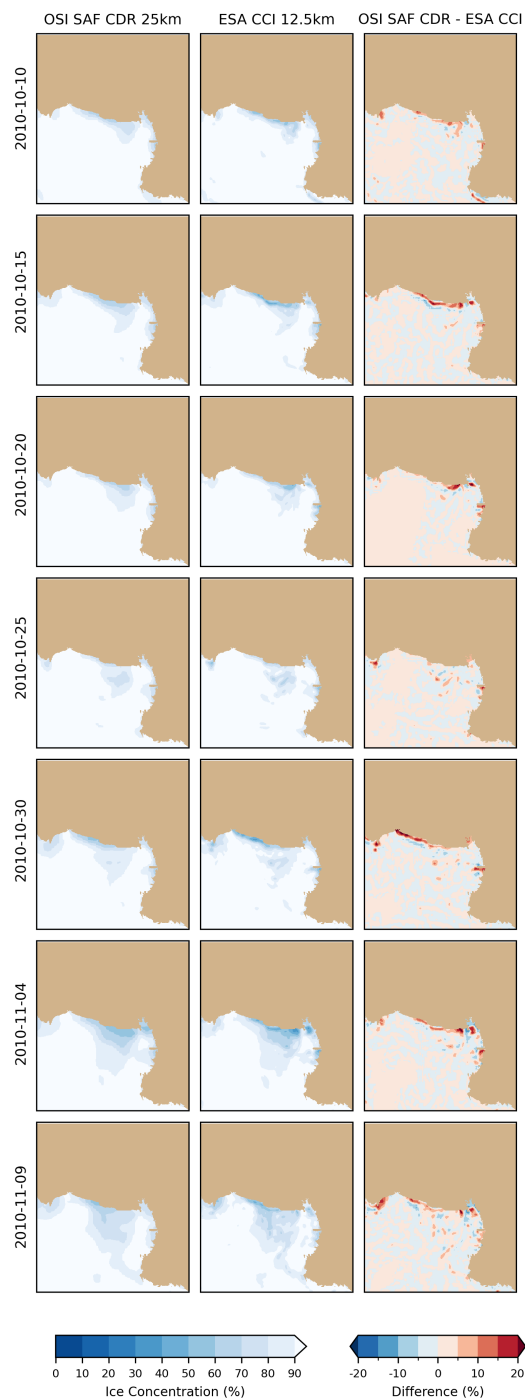 OSI SAF CDR 25km ESA CCI 12.5km OSI SAF CDR - ESA CCI
2010-10-10
2010-10-15
2010-10-20
2010-10-25
2010-10-30
2010-11-04
2010-11-09
0 10 20 30 40 50 60 70 80 90 -20 -10 0 10 20
Ice Concentration (%) Difference (%)